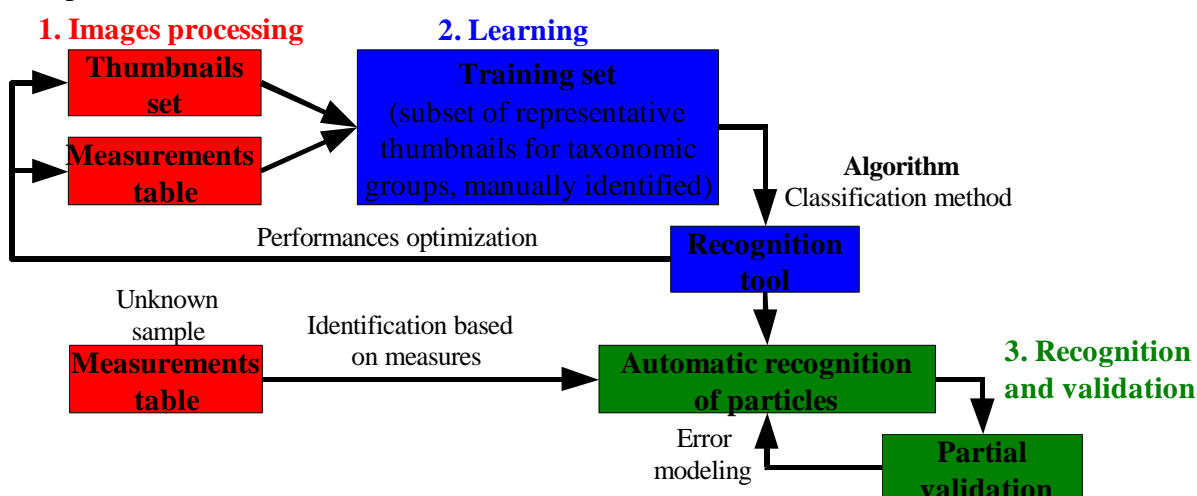 1. Images processing
2. Learning
Thumbnails
set
Training set
(subset of representative
thumbnails for taxonomic
groups, manually identified)
Measurements
table
Algorithm
Classification method
Performances optimization
Recognition
tool
Unknown
sample
Identification based
on measures
Measurements
table
Automatic recognition
of particles
3. Recognition
and validation
Error
modeling
Partial
validation